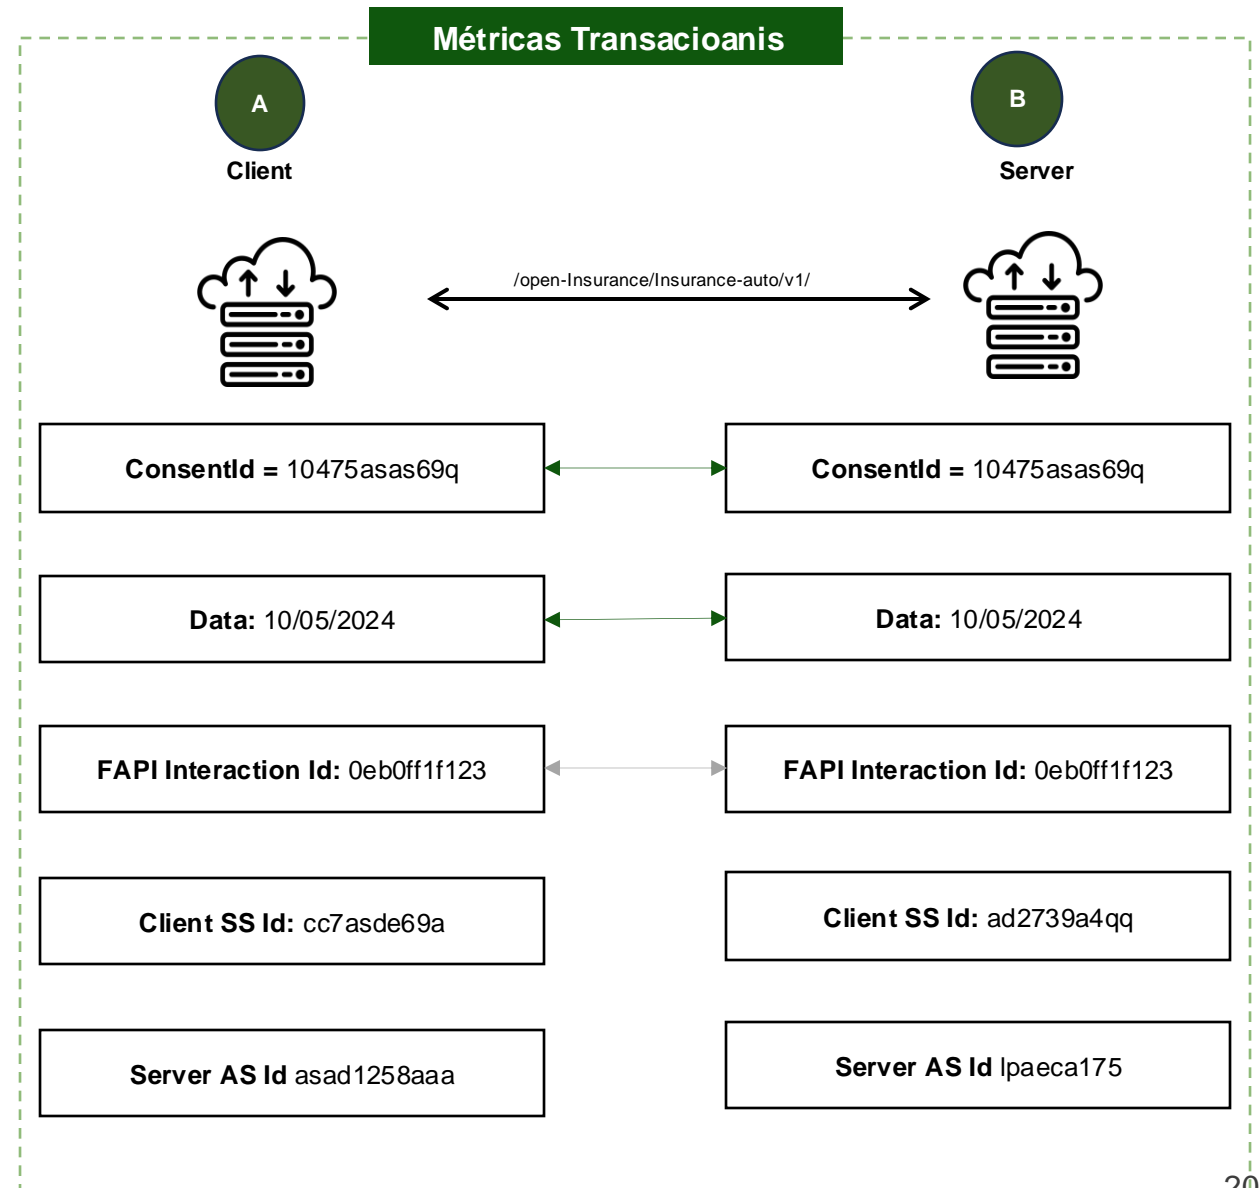 Métricas Transacioanis
A
B
Client
Server
/open-Insurance/Insurance-auto/v1/
ConsentId = 10475asas69q
ConsentId = 10475asas69q
Data: 10/05/2024
Data: 10/05/2024
FAPI Interaction Id: 0eb0ff1f123
FAPI Interaction Id: 0eb0ff1f123
Client SS Id: cc7asde69a
Client SS Id: ad2739a4qq
Server AS Id asad1258aaa
Server AS Id lpaeca175
20